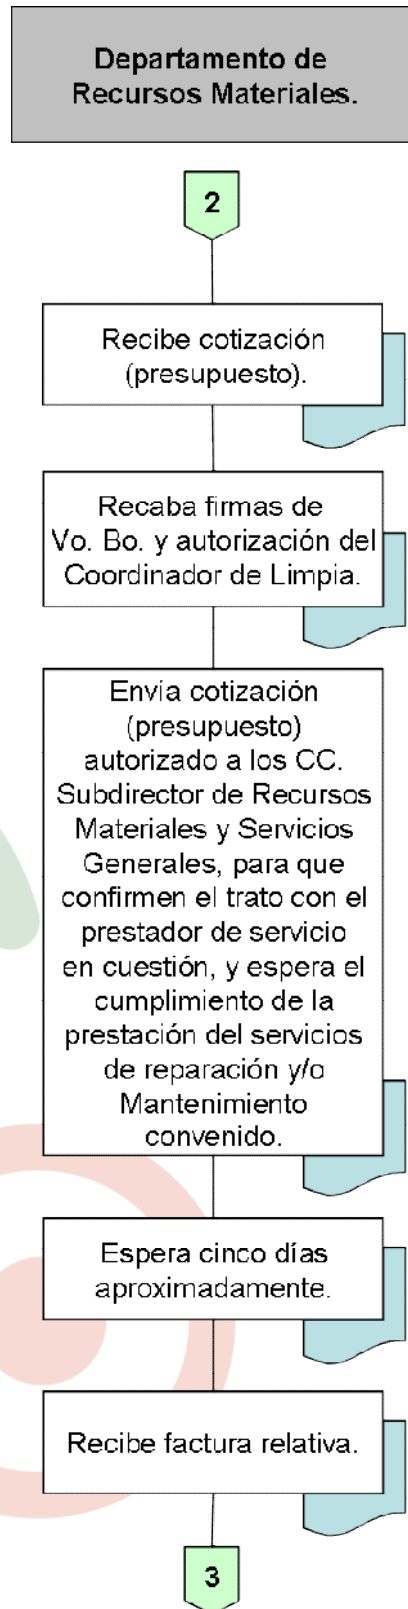 Departamento de
Recursos Materiales.
2
Recibe cotización
(presupuesto).
Recaba firmas de
Vo. Bo. y autorización del
Coordinador de Limpia.
Envía cotización
(presupuesto)
autorizado a los CC.
Subdirector de Recursos
Materiales y Servicios
Generales, para que
confirmen el trato con el
prestador de servicio
en cuestión, y espera el
cumplimiento de la
prestación del servicios
de reparación y/o
Mantenimiento
convenido.
Espera cinco días
aproximadamente.
Recibe factura relativa.
3